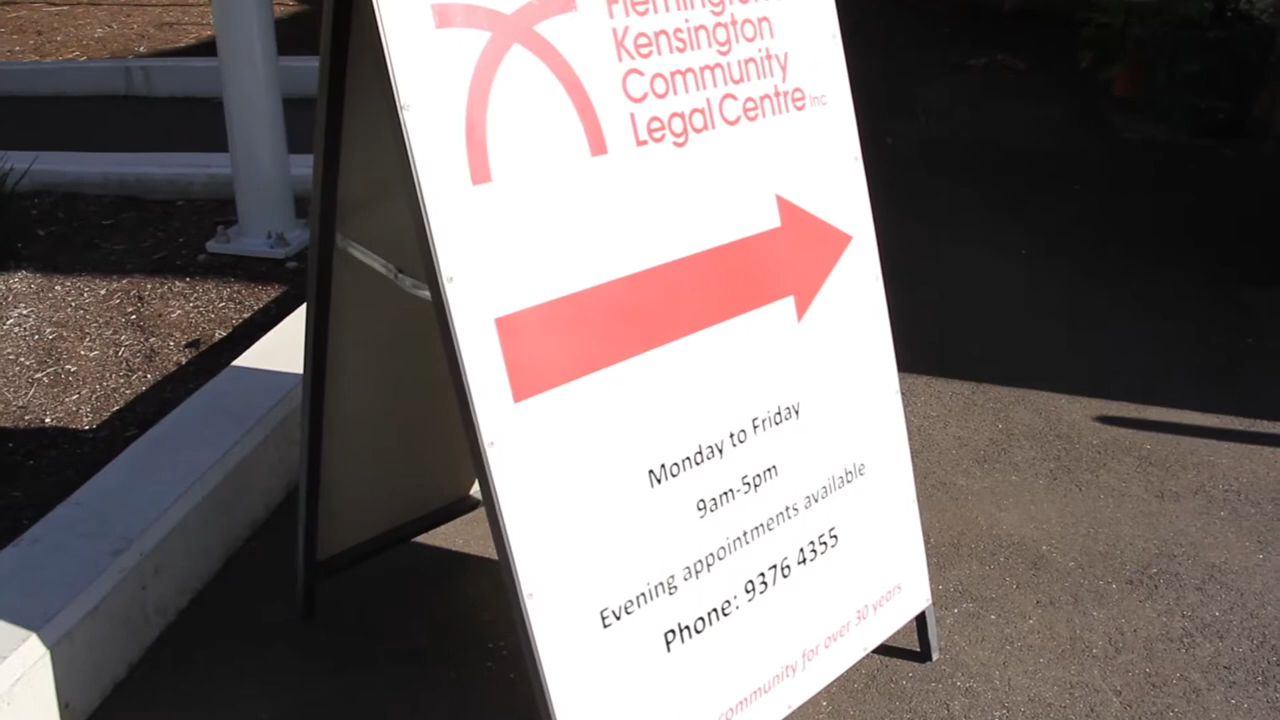 Kensington
Community
Legal Centre Inc
Monday to Friday
9am-5pm
Evening appointments available
Phone: 9376 4355
community for over 30 years